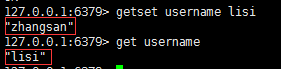 127.0.0.1:6379> getset username lisi
"zhangsan"
127.0.0.1:6379> get username
"lisi"